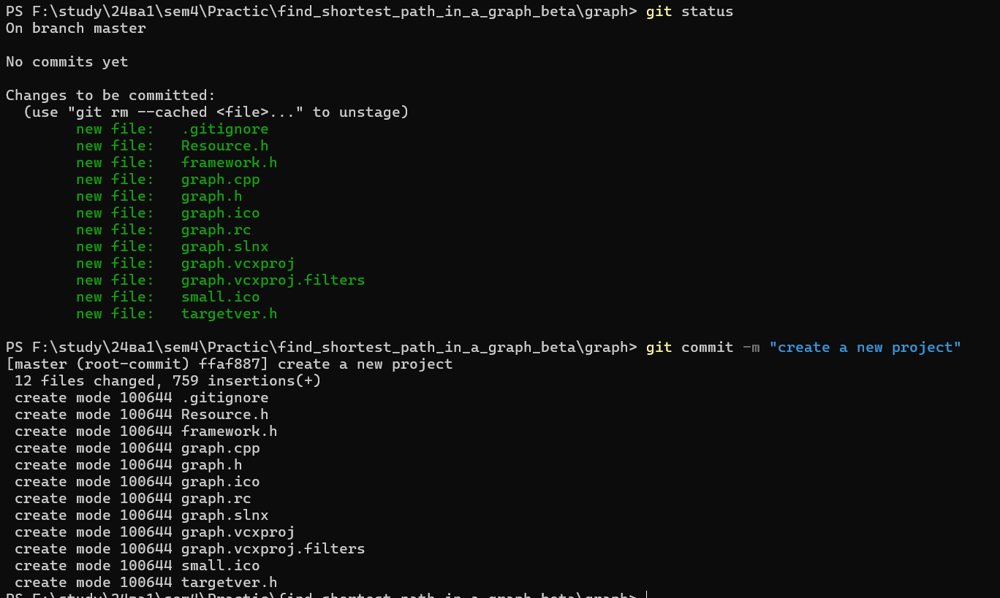 PS F:\study\24ва1\sem4\Practic\find_shortest_path_in_a_graph_beta\graph> git status
On branch master

No commits yet

Changes to be committed:
  (use "git rm --cached <file>..." to unstage)
        new file:   .gitignore
        new file:   Resource.h
        new file:   framework.h
        new file:   graph.cpp
        new file:   graph.h
        new file:   graph.ico
        new file:   graph.rc
        new file:   graph.slnx
        new file:   graph.vcxproj
        new file:   graph.vcxproj.filters
        new file:   small.ico
        new file:   targetver.h

PS F:\study\24ва1\sem4\Practic\find_shortest_path_in_a_graph_beta\graph> git commit -m "create a new project"
[master (root-commit) ffaf887] create a new project
 12 files changed, 759 insertions(+)
 create mode 100644 .gitignore
 create mode 100644 Resource.h
 create mode 100644 framework.h
 create mode 100644 graph.cpp
 create mode 100644 graph.h
 create mode 100644 graph.ico
 create mode 100644 graph.rc
 create mode 100644 graph.slnx
 create mode 100644 graph.vcxproj
 create mode 100644 graph.vcxproj.filters
 create mode 100644 small.ico
 create mode 100644 targetver.h
PS F:\study\24ва1\sem4\Practic\find_shortest_path_in_a_graph_beta\graph>